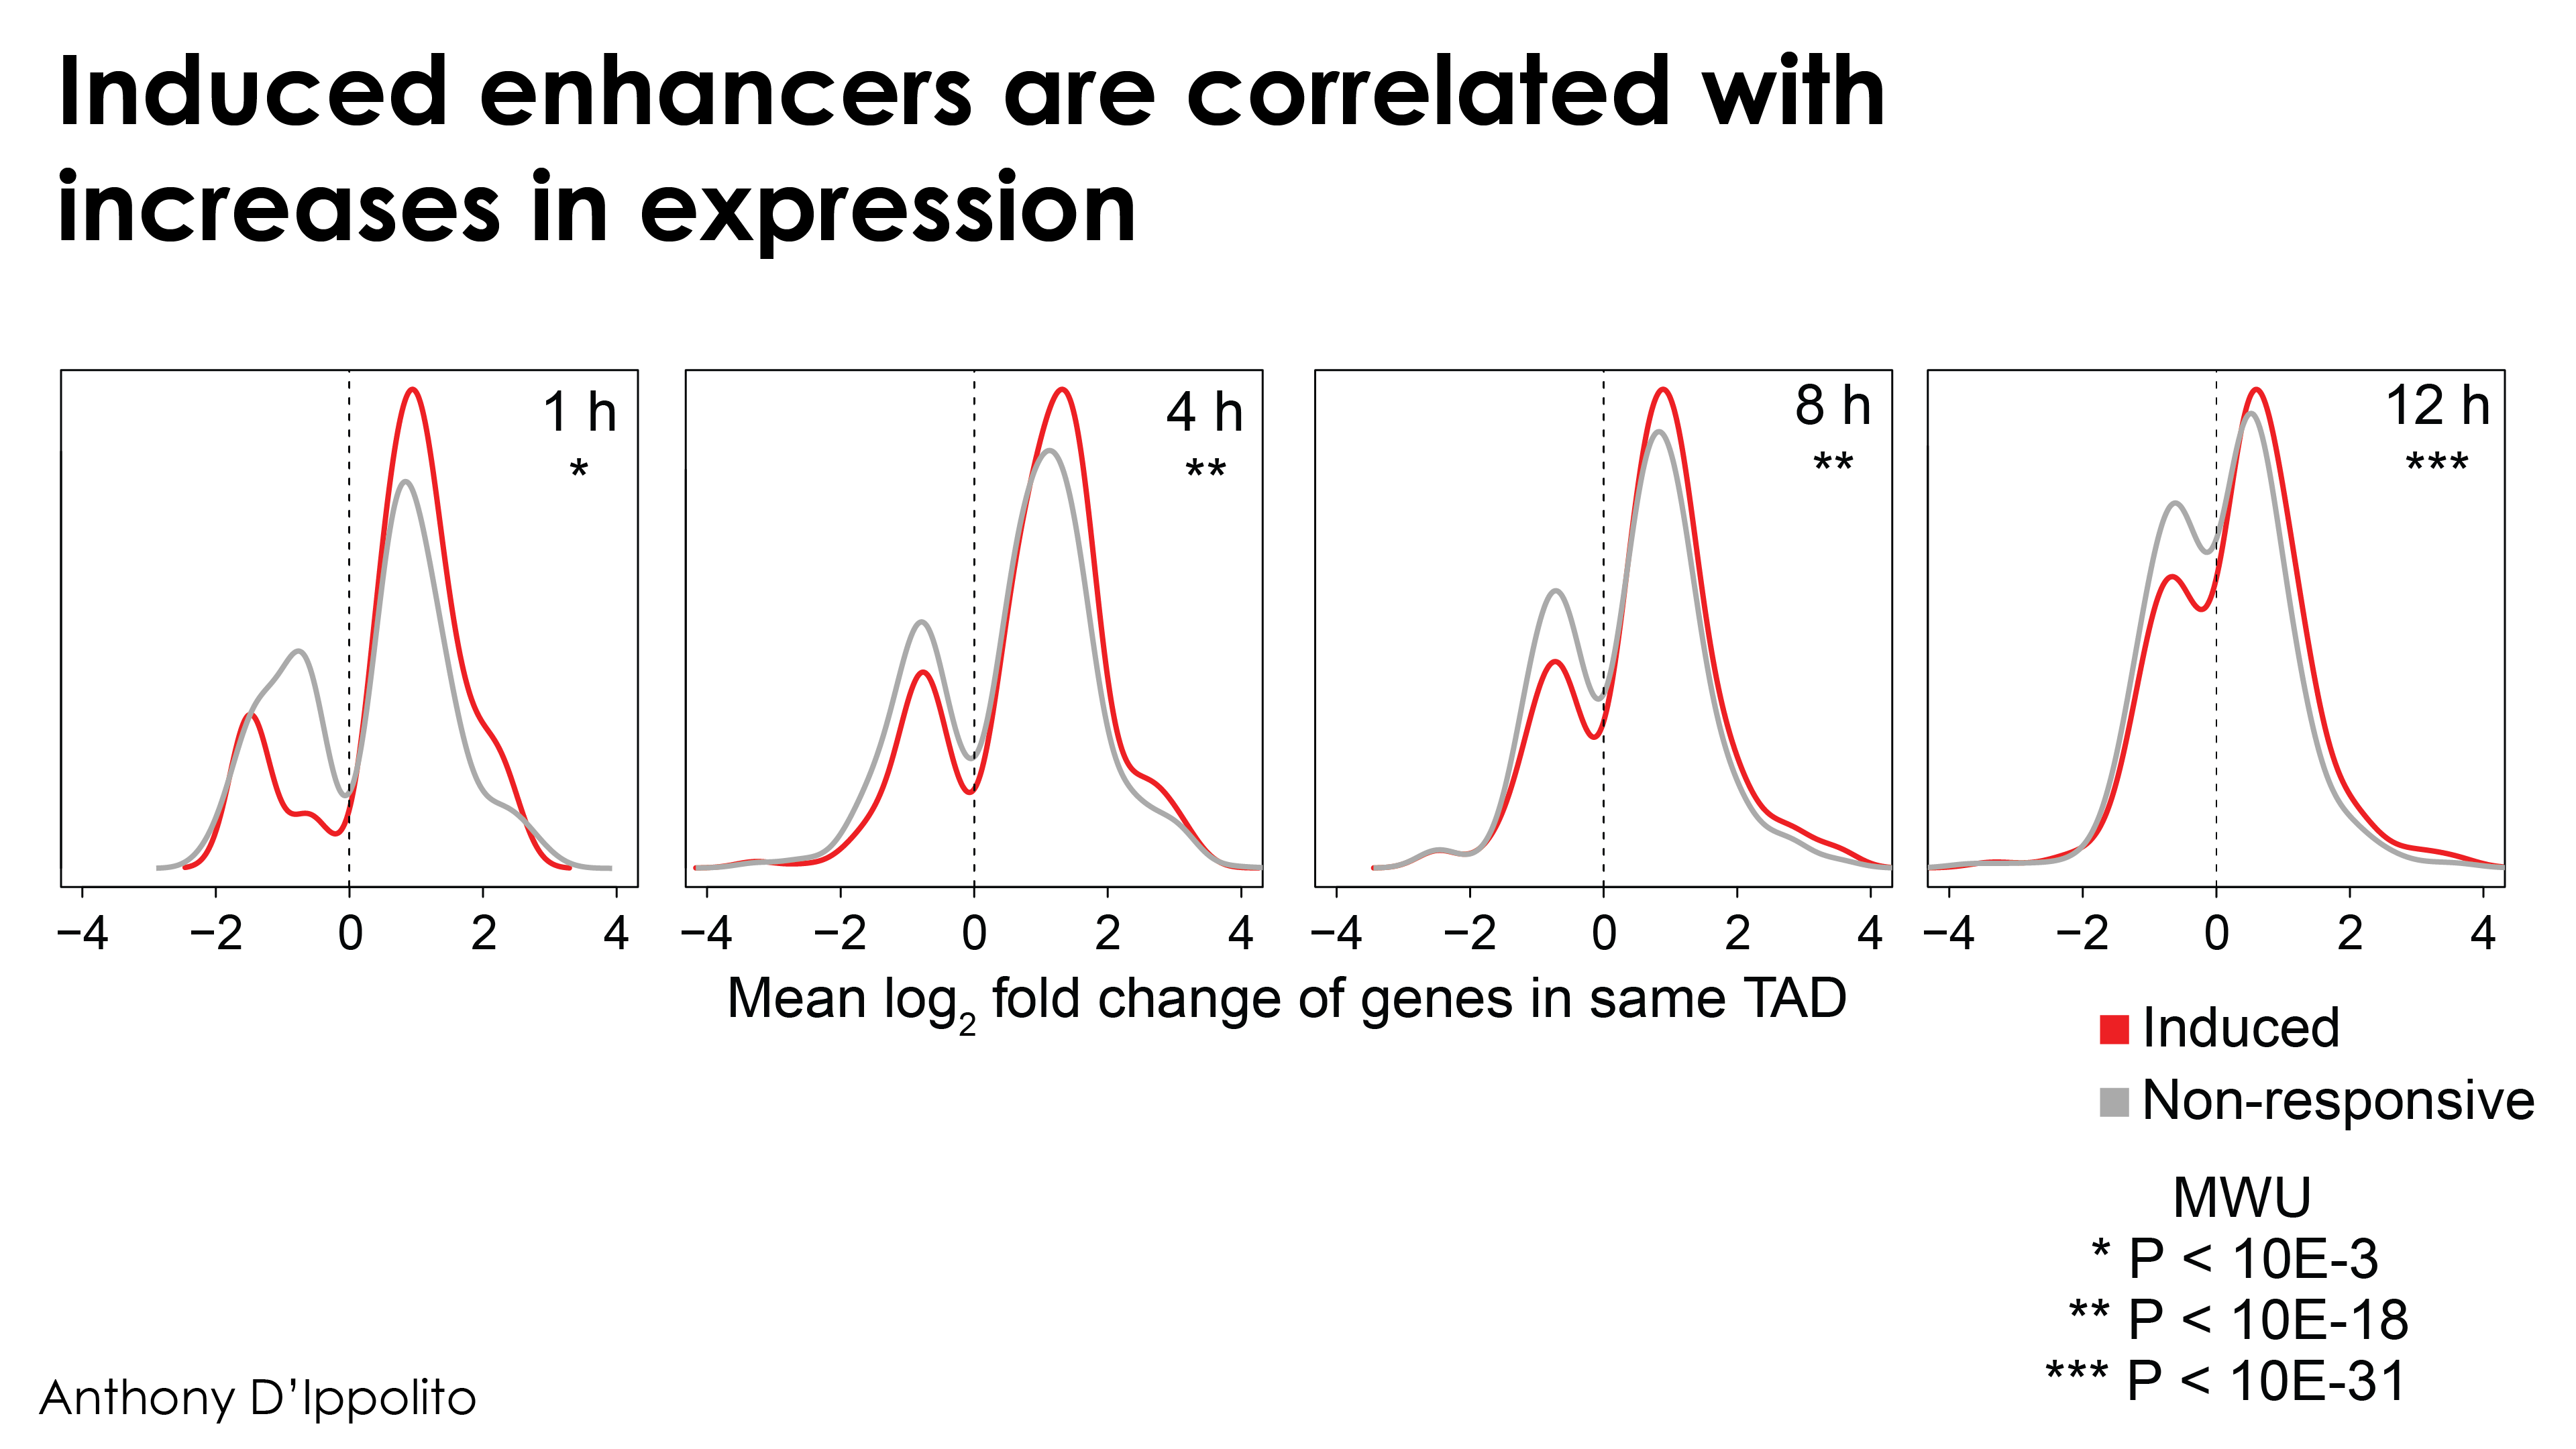 Induced enhancers are correlated with
increases in expression
1 h
*
4 h
**
8 h
**
12 h
***
−4 −2 0 2 4
−4 −2 0 2 4
−4 −2 0 2 4
−4 −2 0 2 4
Mean log2 fold change of genes in same TAD
Induced
Non-responsive
MWU
* P < 10E-3
** P < 10E-18
*** P < 10E-31
Anthony D’Ippolito